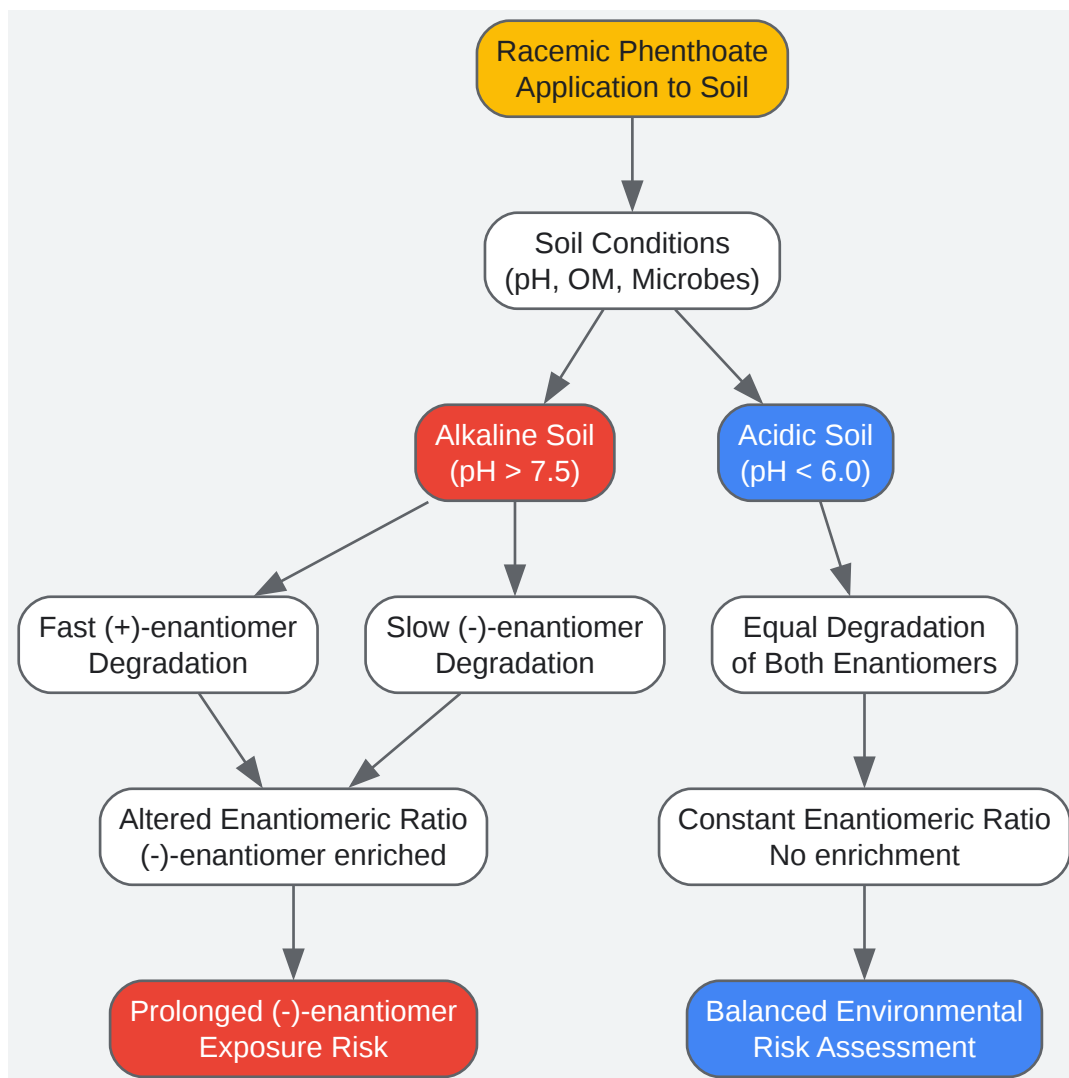 Racemic Phenthoate
Application to Soil
Soil Conditions
(pH, OM, Microbes)
Alkaline Soil
(pH > 7.5)
Acidic Soil
(pH < 6.0)
Fast (+)-enantiomer
Degradation
Slow (-)-enantiomer
Degradation
Equal Degradation
of Both Enantiomers
Altered Enantiomeric Ratio
(-)-enantiomer enriched
Constant Enantiomeric Ratio
No enrichment
Prolonged (-)-enantiomer
Exposure Risk
Balanced Environmental
Risk Assessment